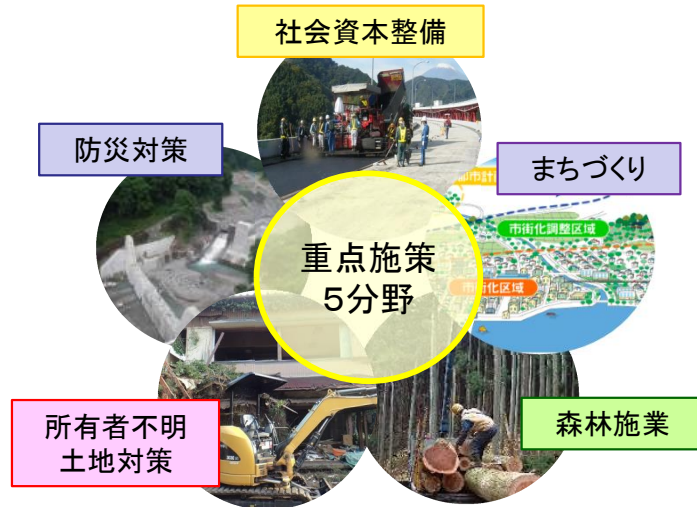 社会資本整備
防災対策
まちづくり
市街化調整区域
市街化区域
重点施策
5分野
所有者不明
土地対策
森林施業